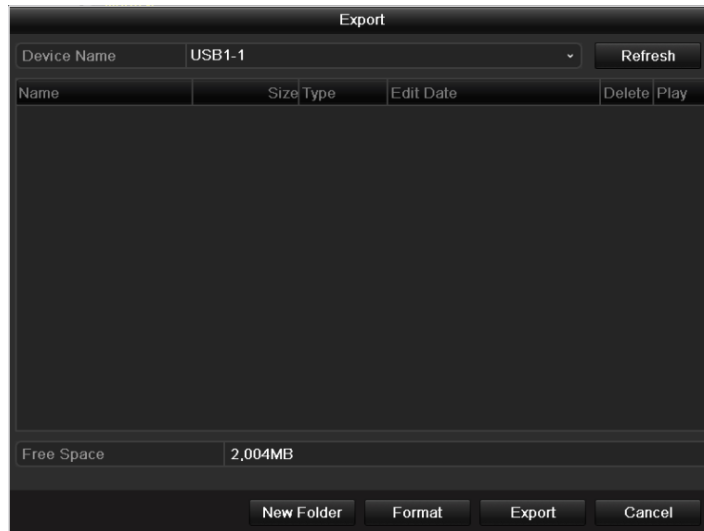 Export
Device Name USB1-1 Refresh
Name Size Type Edit Date Delete Play
Free Space 2,004MB
New Folder Format Export Cancel